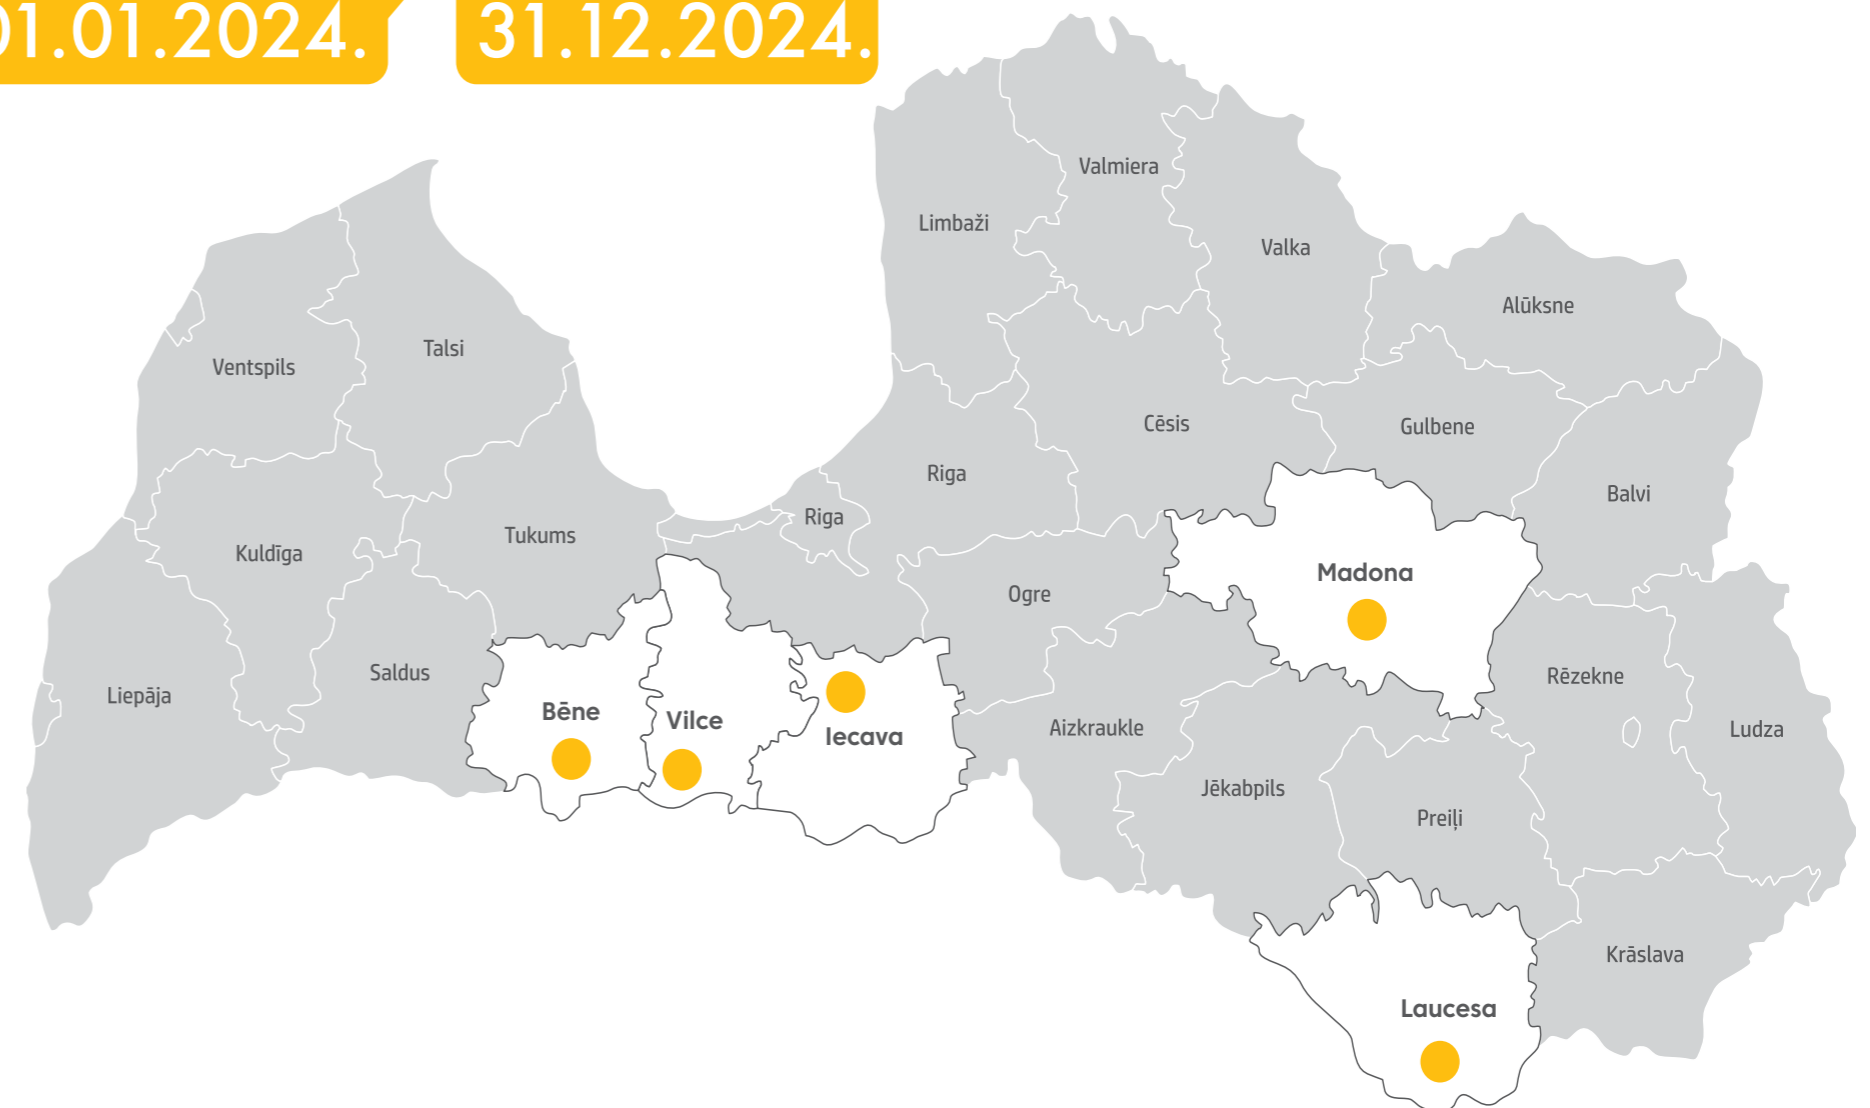 01.01.2024.
31.12.2024.
Valmiera
Limbaži
Valka
Alūksne
Talsi
Ventspils
Cēsis
Gulbene
Riga
Balvi
Riga
Tukums
Kuldīga
Madona
Ogre
Saldus
Rēzekne
Liepāja
Bēne
Vilce
Iecava
Aizkraukle
Ludza
Jēkabpils
Preiļi
Krāslava
Laucesa